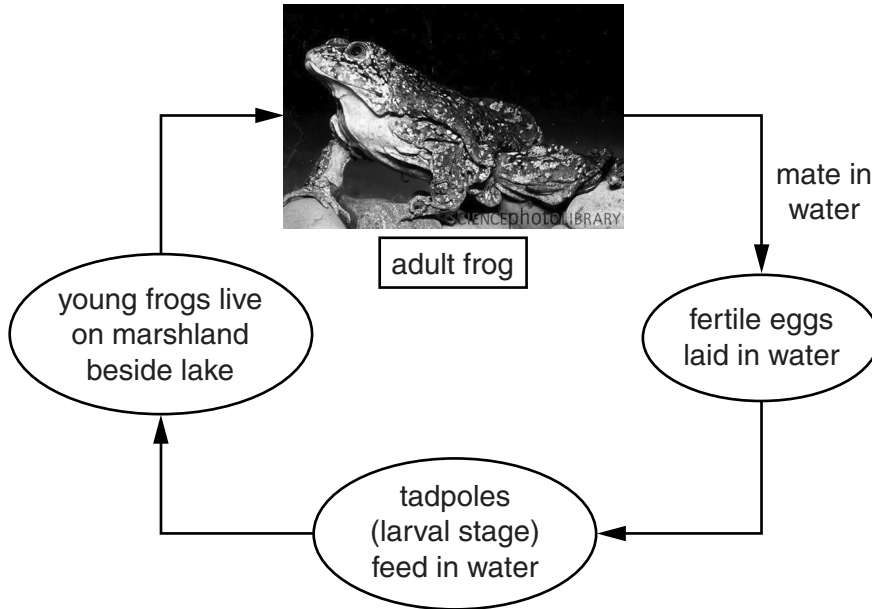 SCIENCEphotoLIBRARY
adult frog
mate in
water
fertile eggs
laid in water
tadpoles
(larval stage)
feed in water
young frogs live
on marshland
beside lake